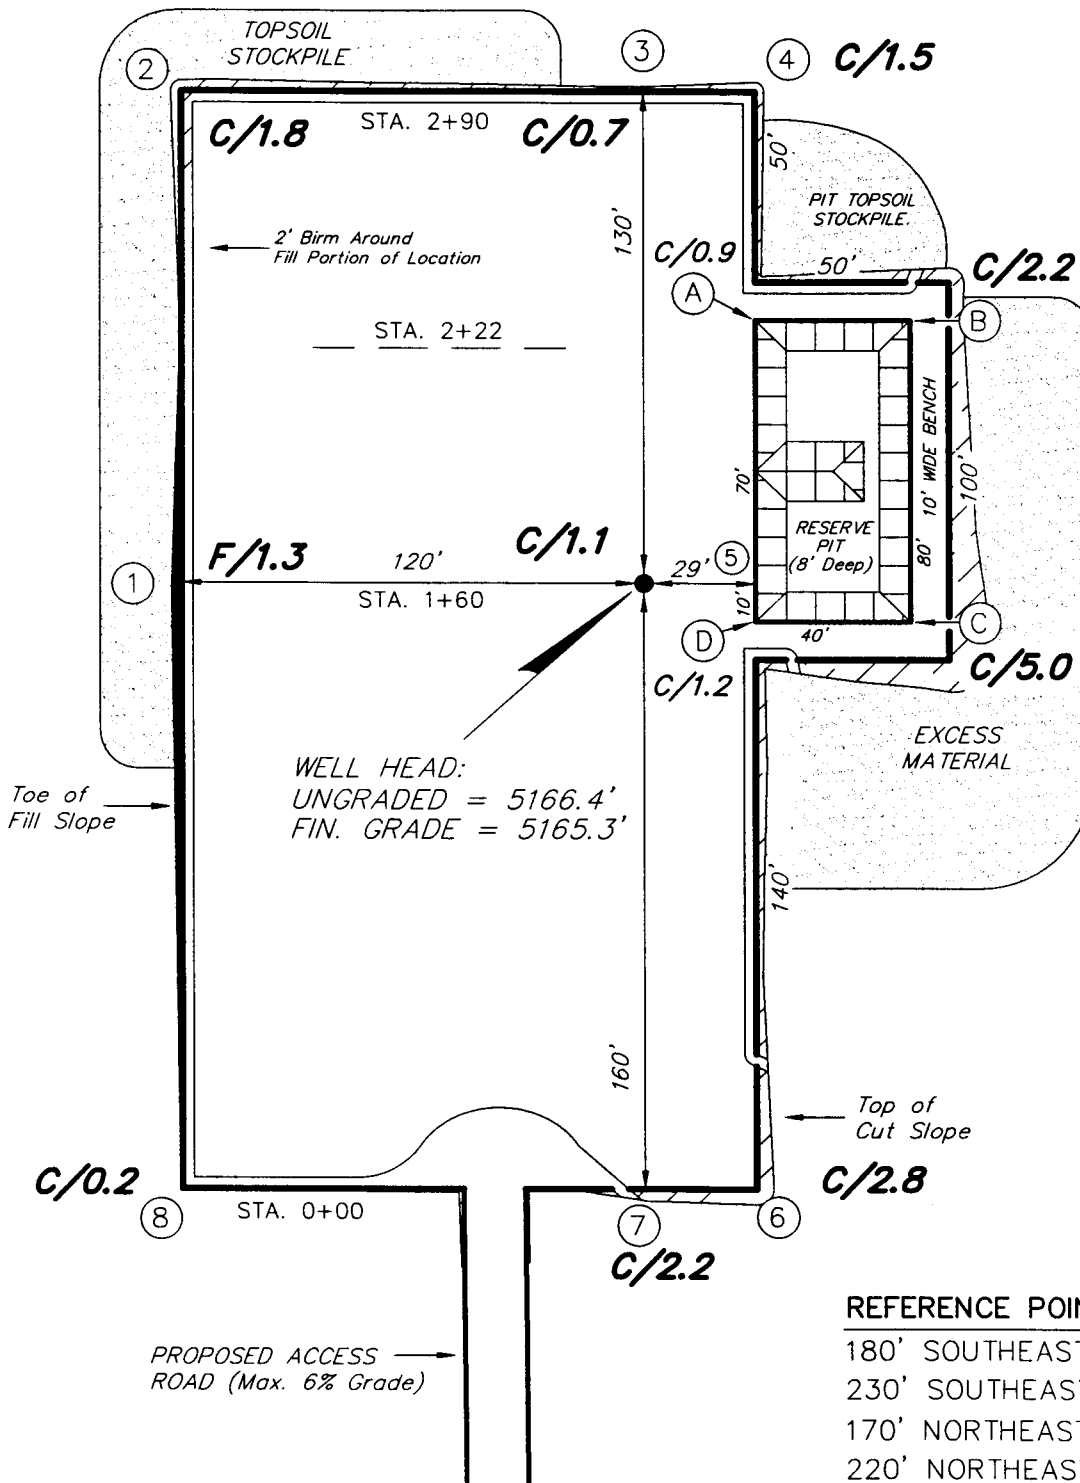 TOPSOIL
STOCKPILE
2
3
4
C/1.5
C/1.8
STA. 2+90
C/0.7
50'
130'
PIT TOPSOIL
STOCKPILE
2' Birm Around
Fill Portion of Location
C/0.9
50'
C/2.2
A
B
STA. 2+22
10' WIDE BENCH
100'
70'
RESERVE
PIT
(8' Deep)
80'
F/1.3
120'
C/1.1
29'
5
1
STA. 1+60
10'
40'
D
C
C/1.2
C/5.0
EXCESS
MATERIAL
WELL HEAD:
UNGRADED = 5166.4'
FIN. GRADE = 5165.3'
Toe of
Fill Slope
140'
160'
Top of
Cut Slope
C/0.2
C/2.8
8
STA. 0+00
7
6
C/2.2
PROPOSED ACCESS
ROAD (Max. 6% Grade)
REFERENCE POIN
180' SOUTHEAST
230' SOUTHEAST
170' NORTHEAST
220' NORTHEAS